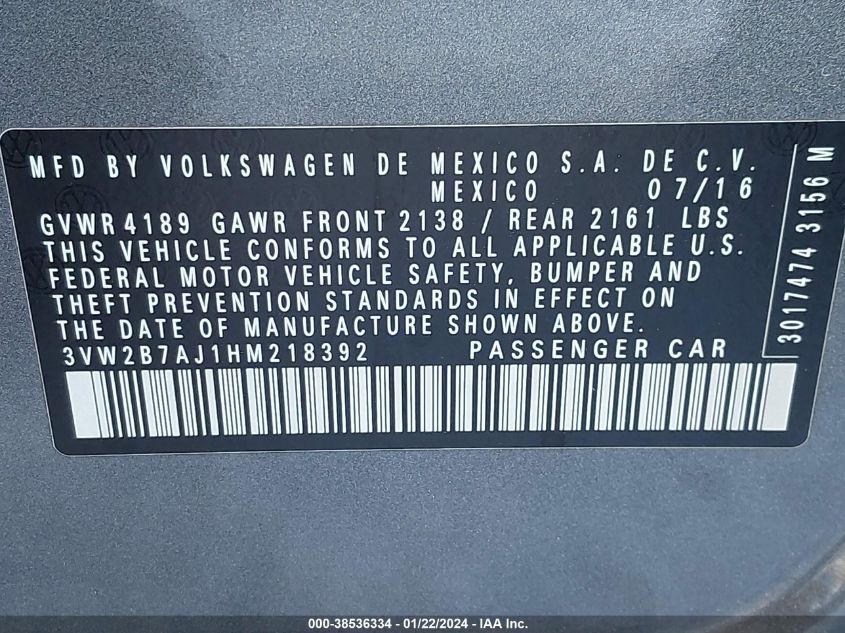 MFD BY VOLKSWAGEN DE MEXICO S.A. DE C.V.
MEXICO 07/16
GVWR 4189 GAWR FRONT 2138 / REAR 2161 LBS
THIS VEHICLE CONFORMS TO ALL APPLICABLE U.S.
FEDERAL MOTOR VEHICLE SAFETY, BUMPER AND
THEFT PREVENTION STANDARDS IN EFFECT ON
THE DATE OF MANUFACTURE SHOWN ABOVE.
3VW2B7AJ1HM218392 PASSENGER CAR
3017474 3156 M
000-38536334 - 01/22/2024 - IAA Inc.